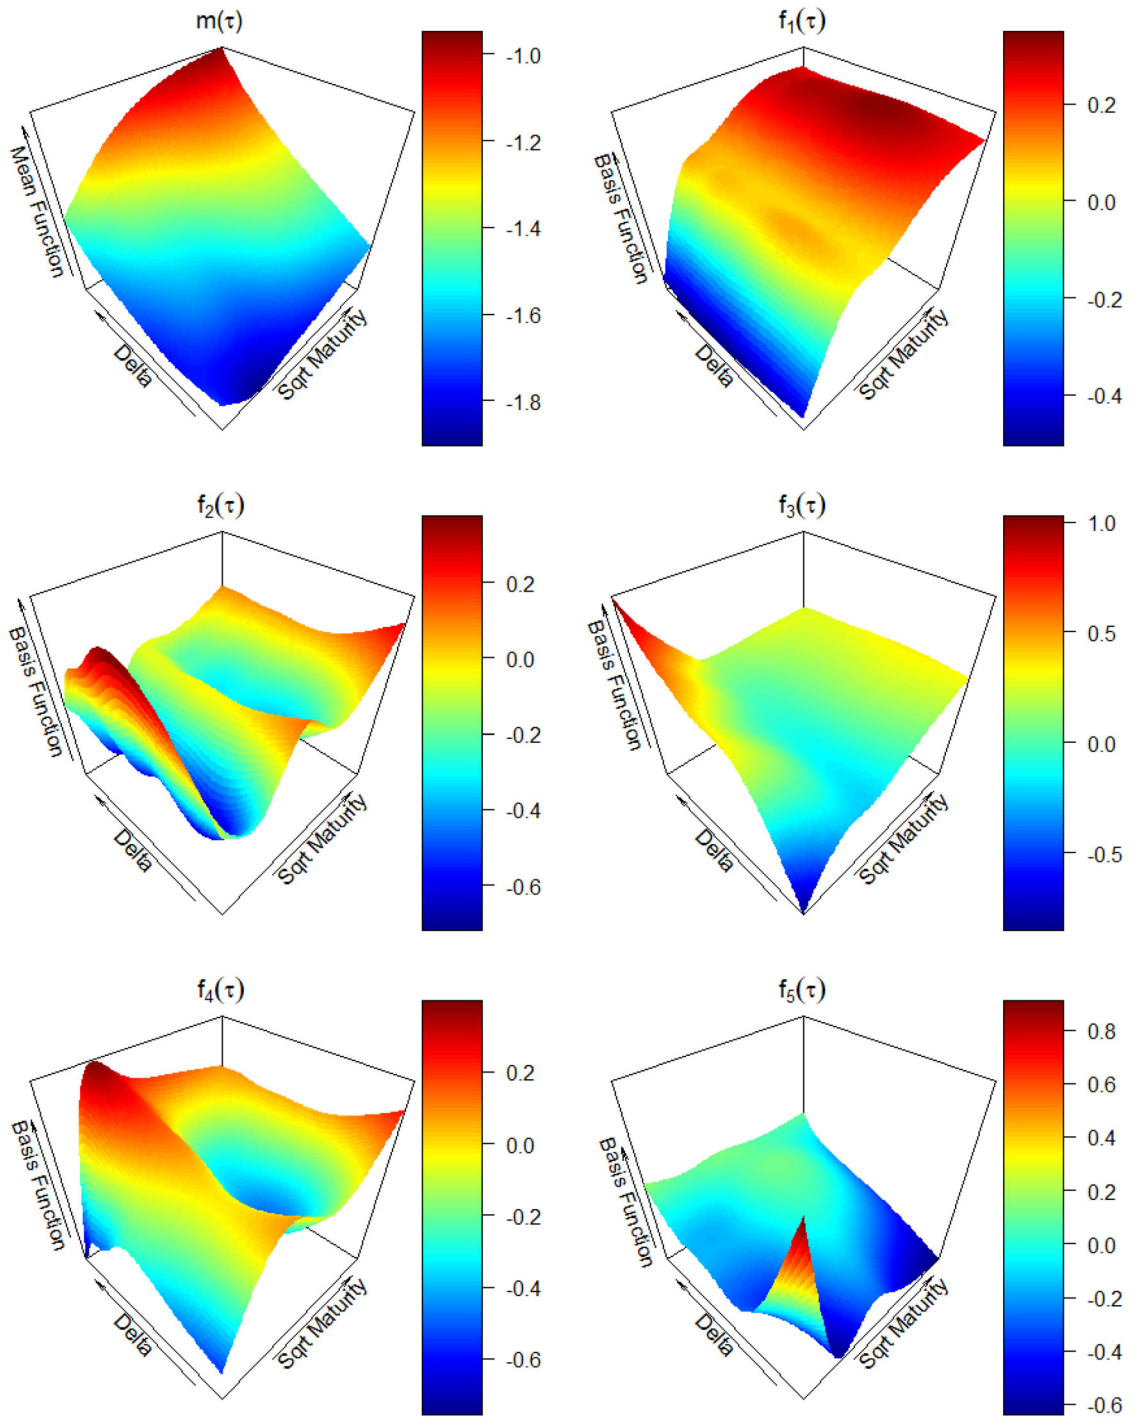 m(τ)
-1.0
-1.2
-1.4
-1.6
-1.8
Mean Function
Delta
Sqrt Maturity
f1(τ)
0.2
0.0
-0.2
-0.4
Basis Function
Delta
Sqrt Maturity
f2(τ)
0.2
0.0
-0.2
-0.4
-0.6
Basis Function
Delta
Sqrt Maturity
f3(τ)
1.0
0.5
0.0
-0.5
Basis Function
Delta
Sqrt Maturity
f4(τ)
0.2
0.0
-0.2
-0.4
-0.6
Basis Function
Delta
Sqrt Maturity
f5(τ)
0.8
0.6
0.4
0.2
0.0
-0.2
-0.4
-0.6
Basis Function
Delta
Sqrt Maturity